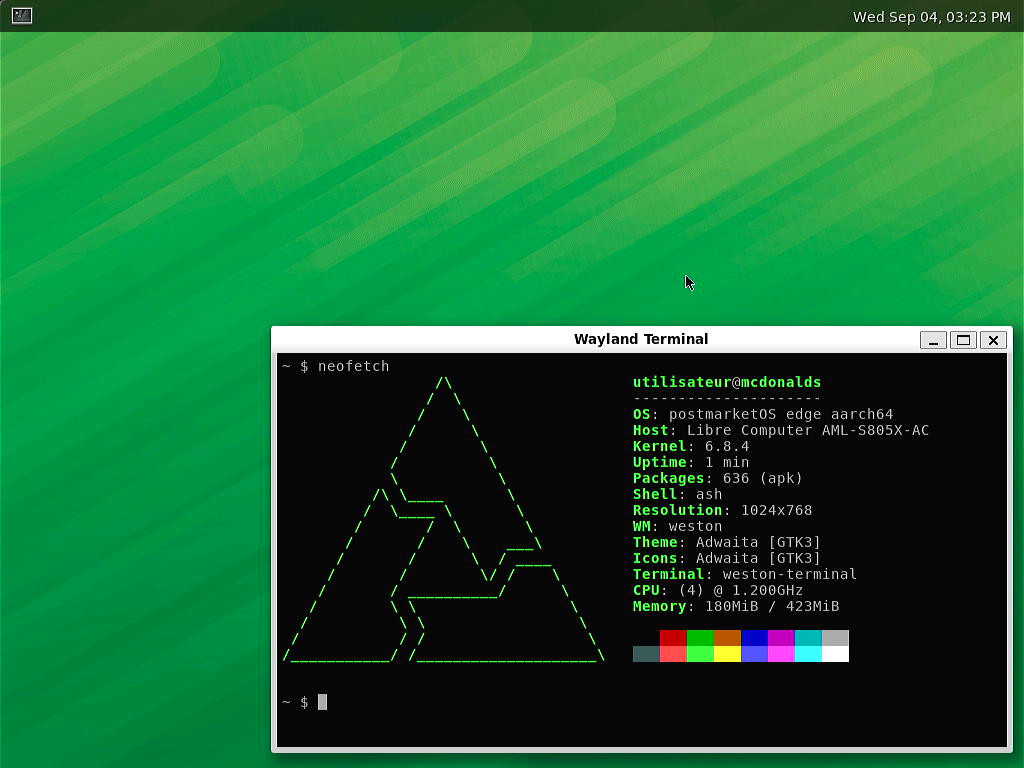 Wed Sep 04, 03:23 PM
Wayland Terminal
~ $ neofetch
utilisateur@mcdonalds
---------------------
OS: postmarketOS edge aarch64
Host: Libre Computer AML-S805X-AC
Kernel: 6.8.4
Uptime: 1 min
Packages: 636 (apk)
Shell: ash
Resolution: 1024x768
WM: weston
Theme: Adwaita [GTK3]
Icons: Adwaita [GTK3]
Terminal: weston-terminal
CPU: (4) @ 1.200GHz
Memory: 180MiB / 423MiB
~ $